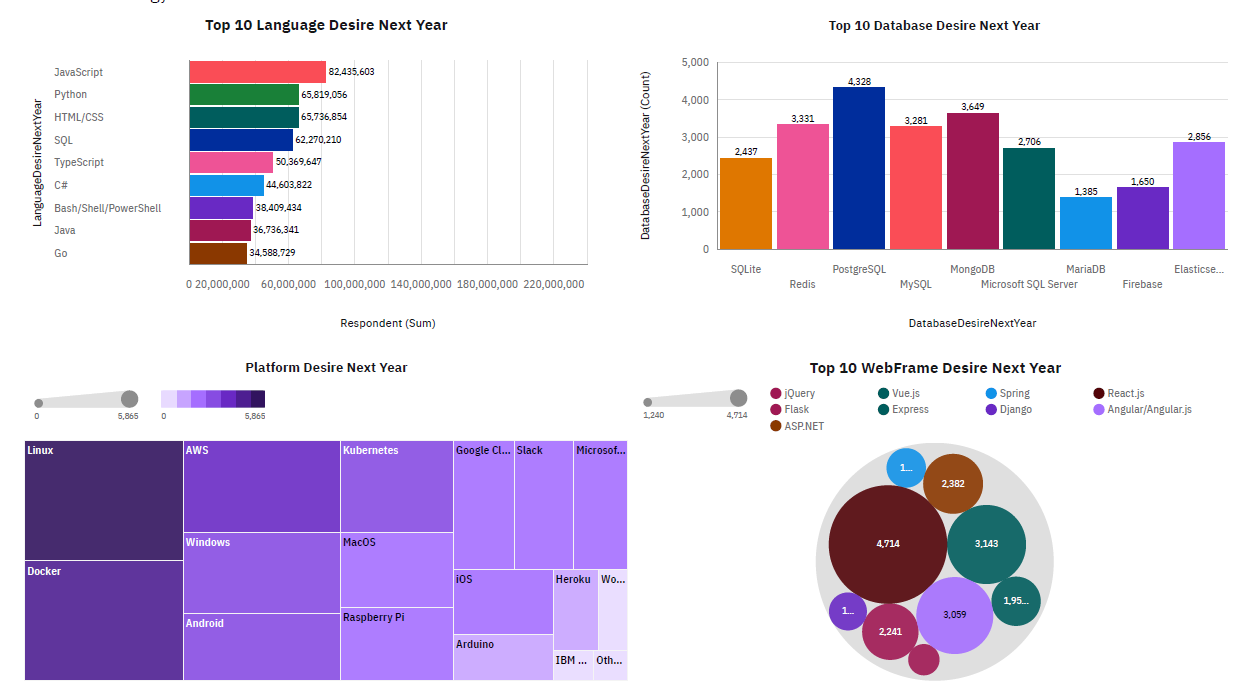 Top 10 Language Desire Next Year
LanguageDesireNextYear
JavaScript 82,435,603
Python 65,819,056
HTML/CSS 65,736,854
SQL 62,270,210
TypeScript 50,369,647
C# 44,603,822
Bash/Shell/PowerShell 38,409,434
Java 36,736,341
Go 34,588,729
0 20,000,000 60,000,000 100,000,000 140,000,000 180,000,000 220,000,000
Respondent (Sum)
Top 10 Database Desire Next Year
DatabaseDesireNextYear (Count)
5,000
4,000
3,000
2,000
1,000
0
2,437 3,331 4,328 3,281 3,649 2,706 1,385 1,650 2,856
SQLite PostgreSQL MongoDB MariaDB Elasticse...
Redis MySQL Microsoft SQL Server Firebase
DatabaseDesireNextYear
Platform Desire Next Year
0 5,865 0 5,865
Linux AWS Kubernetes Google Cl... Slack Microsof...
Windows MacOS
Docker iOS Heroku Wo...
Android Raspberry Pi
Arduino IBM ... Oth...
Top 10 WebFrame Desire Next Year
1,240 4,714
jQuery Vue.js Spring React.js
Flask Express Django Angular/Angular.js
ASP.NET
1...
2,382
4,714 3,143
1,95...
1... 3,059
2,241